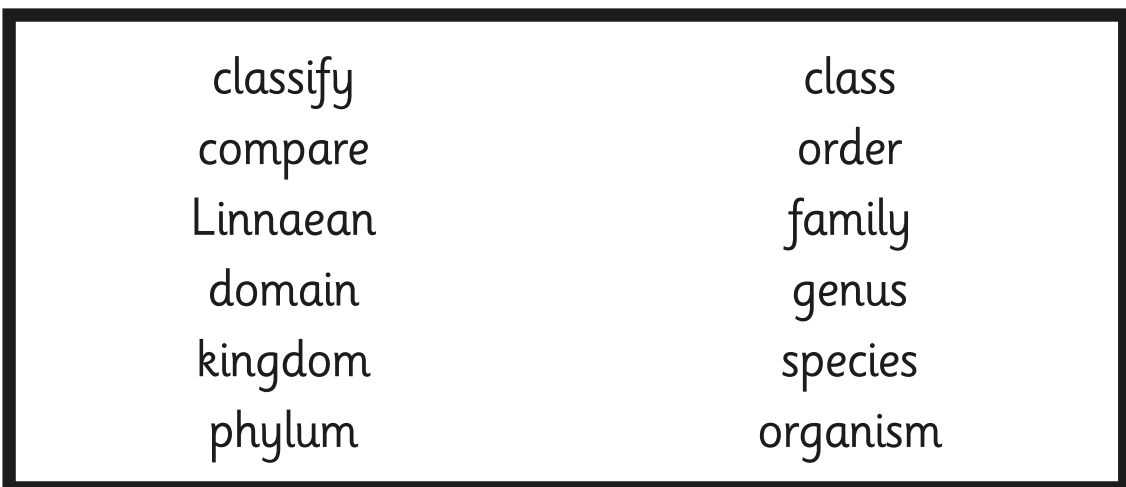 classify
compare
Linnaean
domain
kingdom
phylum
class
order
family
genus
species
organism